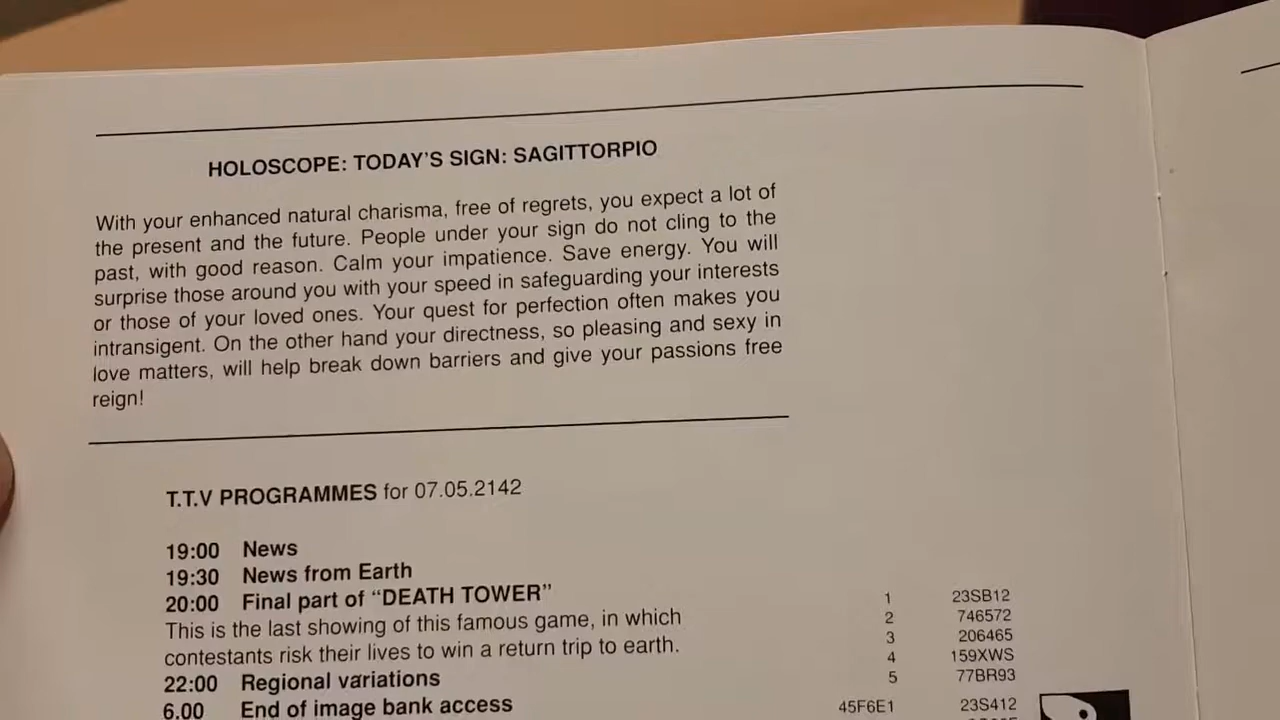 HOLOSCOPE: TODAY'S SIGN: SAGITTORPIO
With your enhanced natural charisma, free of regrets, you expect a lot of
the present and the future. People under your sign do not cling to the
past, with good reason. Calm your impatience. Save energy. You will
surprise those around you with your speed in safeguarding your interests
or those of your loved ones. Your quest for perfection often makes you
intransigent. On the other hand your directness, so pleasing and sexy in
love matters, will help break down barriers and give your passions free
reign!
T.T.V PROGRAMMES for 07.05.2142
19:00 News
19:30 News from Earth
20:00 Final part of “DEATH TOWER”
This is the last showing of this famous game, in which
contestants risk their lives to win a return trip to earth.
22:00 Regional variations
6.00 End of image bank access
1 23SB12
2 746572
3 206465
4 159XWS
5 77BR93
45F6E1 23S412